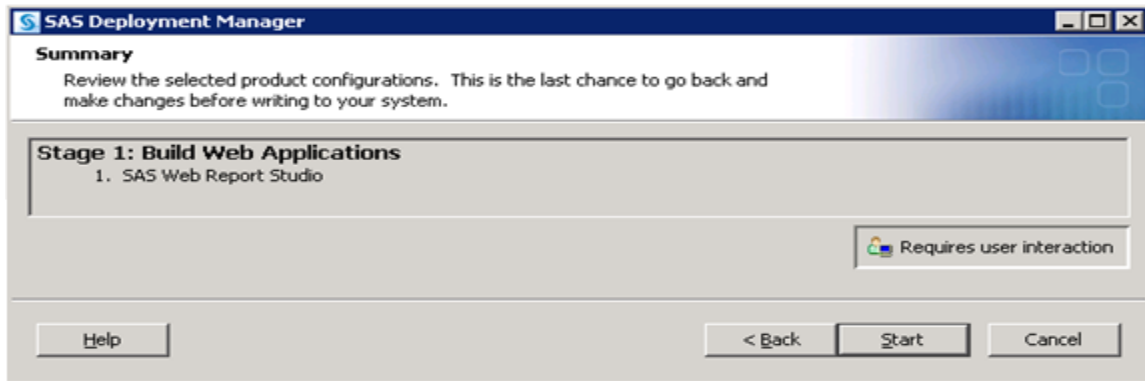 SAS Deployment Manager
Summary
Review the selected product configurations. This is the last chance to go back and
make changes before writing to your system.
Stage 1: Build Web Applications
1. SAS Web Report Studio
Requires user interaction
Help
< Back
Start
Cancel